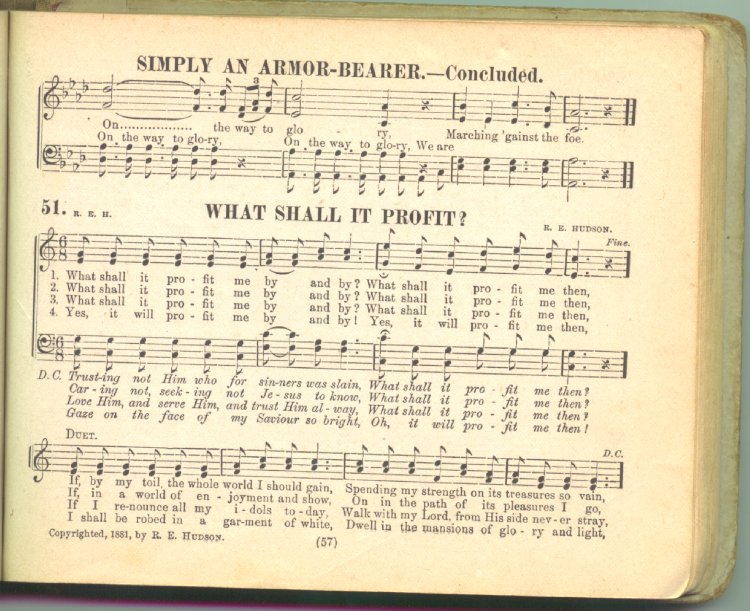 SIMPLY AN ARMOR-BEARER.—Concluded.
3
On................... the way to glo - ry, Marching 'gainst the foe.
On the way to glo-ry, On the way to glo-ry, We are
51. R. E. H. WHAT SHALL IT PROFIT? R. E. HUDSON.
Fine.
6 8
1. What shall it pro - fit me by and by? What shall it pro - fit me then,
2. What shall it pro - fit me by and by? What shall it pro - fit me then,
3. What shall it pro - fit me by and by? What shall it pro - fit me then,
4. Yes, it will pro - fit me by and by! Yes, it will pro - fit me then,
6 8
D.C. Trust-ing not Him who for sin-ners was slain, What shall it pro - fit me then?
Car - ing not, seek - ing not Je - sus to know, What shall it pro - fit me then?
Love Him, and serve Him, and trust Him al - way, What shall it pro - fit me then?
Gaze on the face of my Saviour so bright, Oh, it will pro - fit me then!
DUET.
D.C.
If, by my toil, the whole world I should gain, Spending my strength on its treasures so vain,
If, in a world of en - joyment and show, On in the path of its pleasures I go,
If I re-nounce all my i - dols to-day, Walk with my Lord, from His side nev-er stray,
I shall be robed in a gar-ment of white, Dwell in the mansions of glo - ry and light,
Copyrighted, 1881, by R. E. HUDSON.
(57)